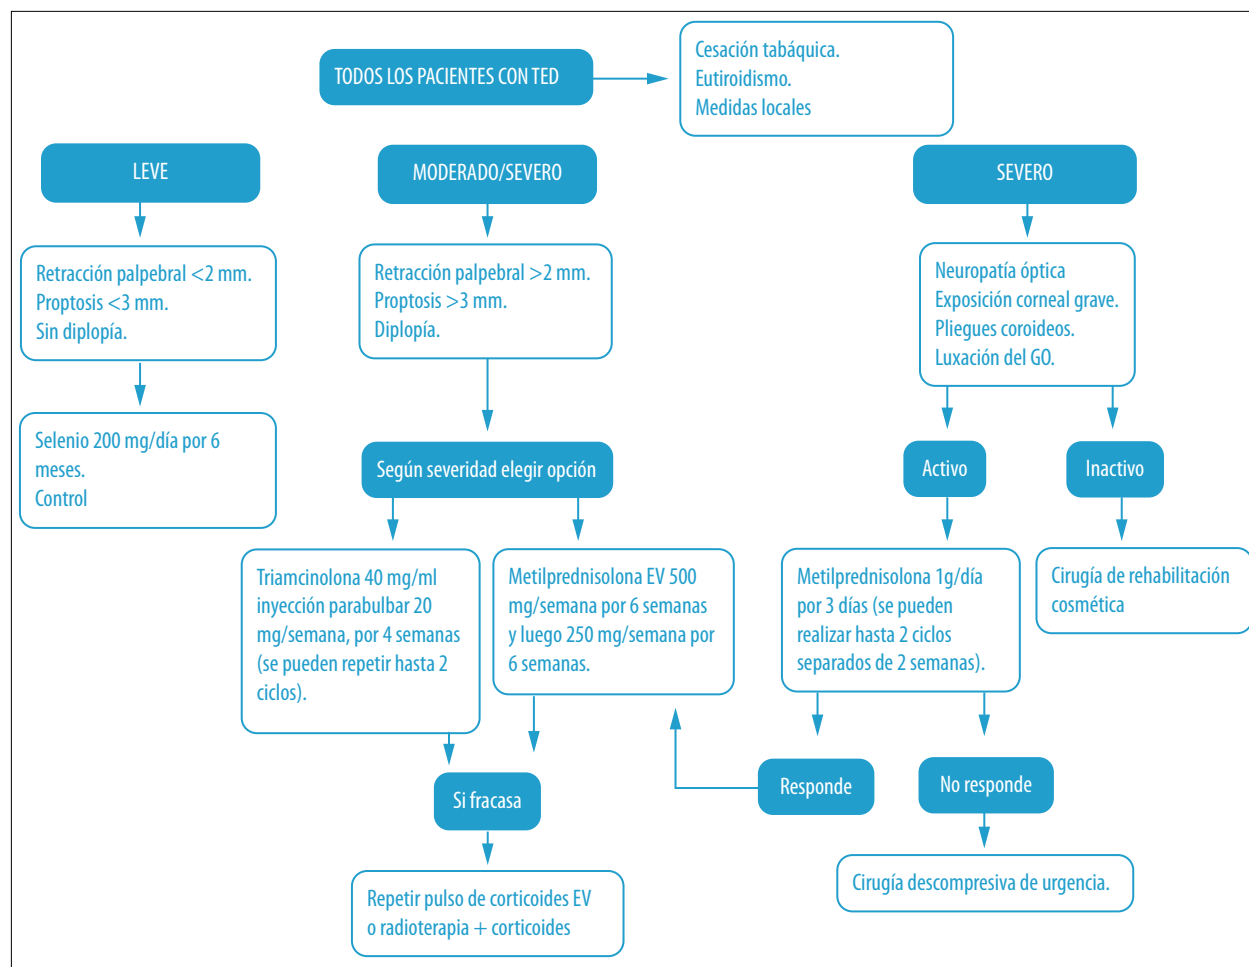 TODOS LOS PACIENTES CON TED
Cesación tabáquica.
Eutiroidismo.
Medidas locales
LEVE
Retracción palpebral <2 mm.
Proptosis <3 mm.
Sin diplopía.
Selenio 200 mg/día por 6
meses.
Control
MODERADO/SEVERO
Retracción palpebral >2 mm.
Proptosis >3 mm.
Diplopía.
Según severidad elegir opción
Triamcinolona 40 mg/ml
inyección parabulbar 20
mg/semana, por 4 semanas
(se pueden repetir hasta 2
ciclos).
Metilprednisolona EV 500
mg/semana por 6 semanas
y luego 250 mg/semana por
6 semanas.
Si fracasa
Repetir pulso de corticoides EV
o radioterapia + corticoides
SEVERO
Neuropatía óptica
Exposición corneal grave.
Pliegues coroideos.
Luxación del GO.
Activo
Inactivo
Metilprednisolona 1g/día
por 3 días (se pueden
realizar hasta 2 ciclos
separados de 2 semanas).
Cirugía de rehabilitación
cosmética
Responde
No responde
Cirugía descompresiva de urgencia.